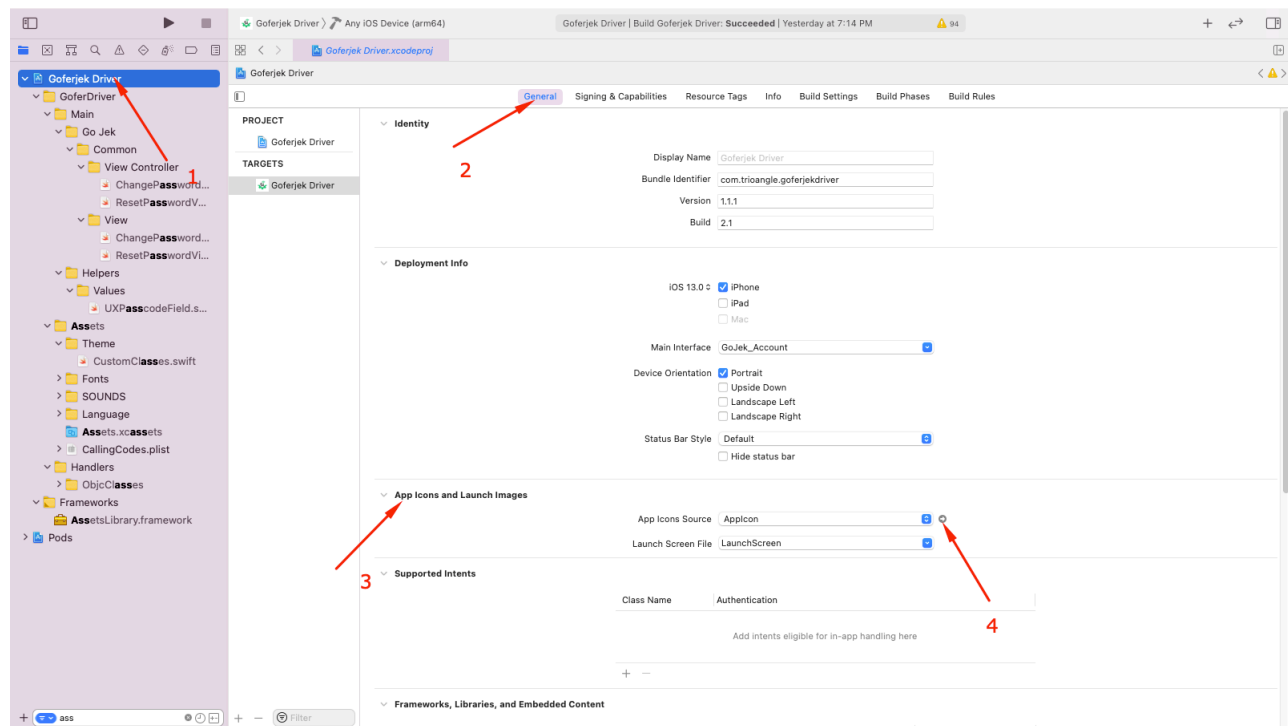 Goferjek Driver 〉 Any iOS Device (arm64)
Goferjek Driver | Build Goferjek Driver: Succeeded | Yesterday at 7:14 PM
94
Goferjek Driver.xcodeproj
Goferjek Driver
GoferDriver
Main
Go Jek
Common
View Controller
ChangePassword...
ResetPasswordV...
View
ChangePassword...
ResetPasswordVi...
Helpers
Values
UXPasscodeField.s...
Assets
Theme
CustomClasses.swift
Fonts
SOUNDS
Language
Assets.xcassets
CallingCodes.plist
Handlers
ObjcClasses
Frameworks
AssetsLibrary.framework
Pods
ass
1
Goferjek Driver
General Signing & Capabilities Resource Tags Info Build Settings Build Phases Build Rules
PROJECT
Goferjek Driver
TARGETS
Goferjek Driver
Filter
2
Identity
Display Name Goferjek Driver
Bundle Identifier com.trioangle.goferjekdriver
Version 1.1.1
Build 2.1
Deployment Info
iOS 13.0 iPhone
iPad
Mac
Main Interface GoJek_Account
Device Orientation Portrait
Upside Down
Landscape Left
Landscape Right
Status Bar Style Default
Hide status bar
App Icons and Launch Images
App Icons Source AppIcon
Launch Screen File LaunchScreen
3
Supported Intents
Class Name Authentication
4
Add intents eligible for in-app handling here
Frameworks, Libraries, and Embedded Content